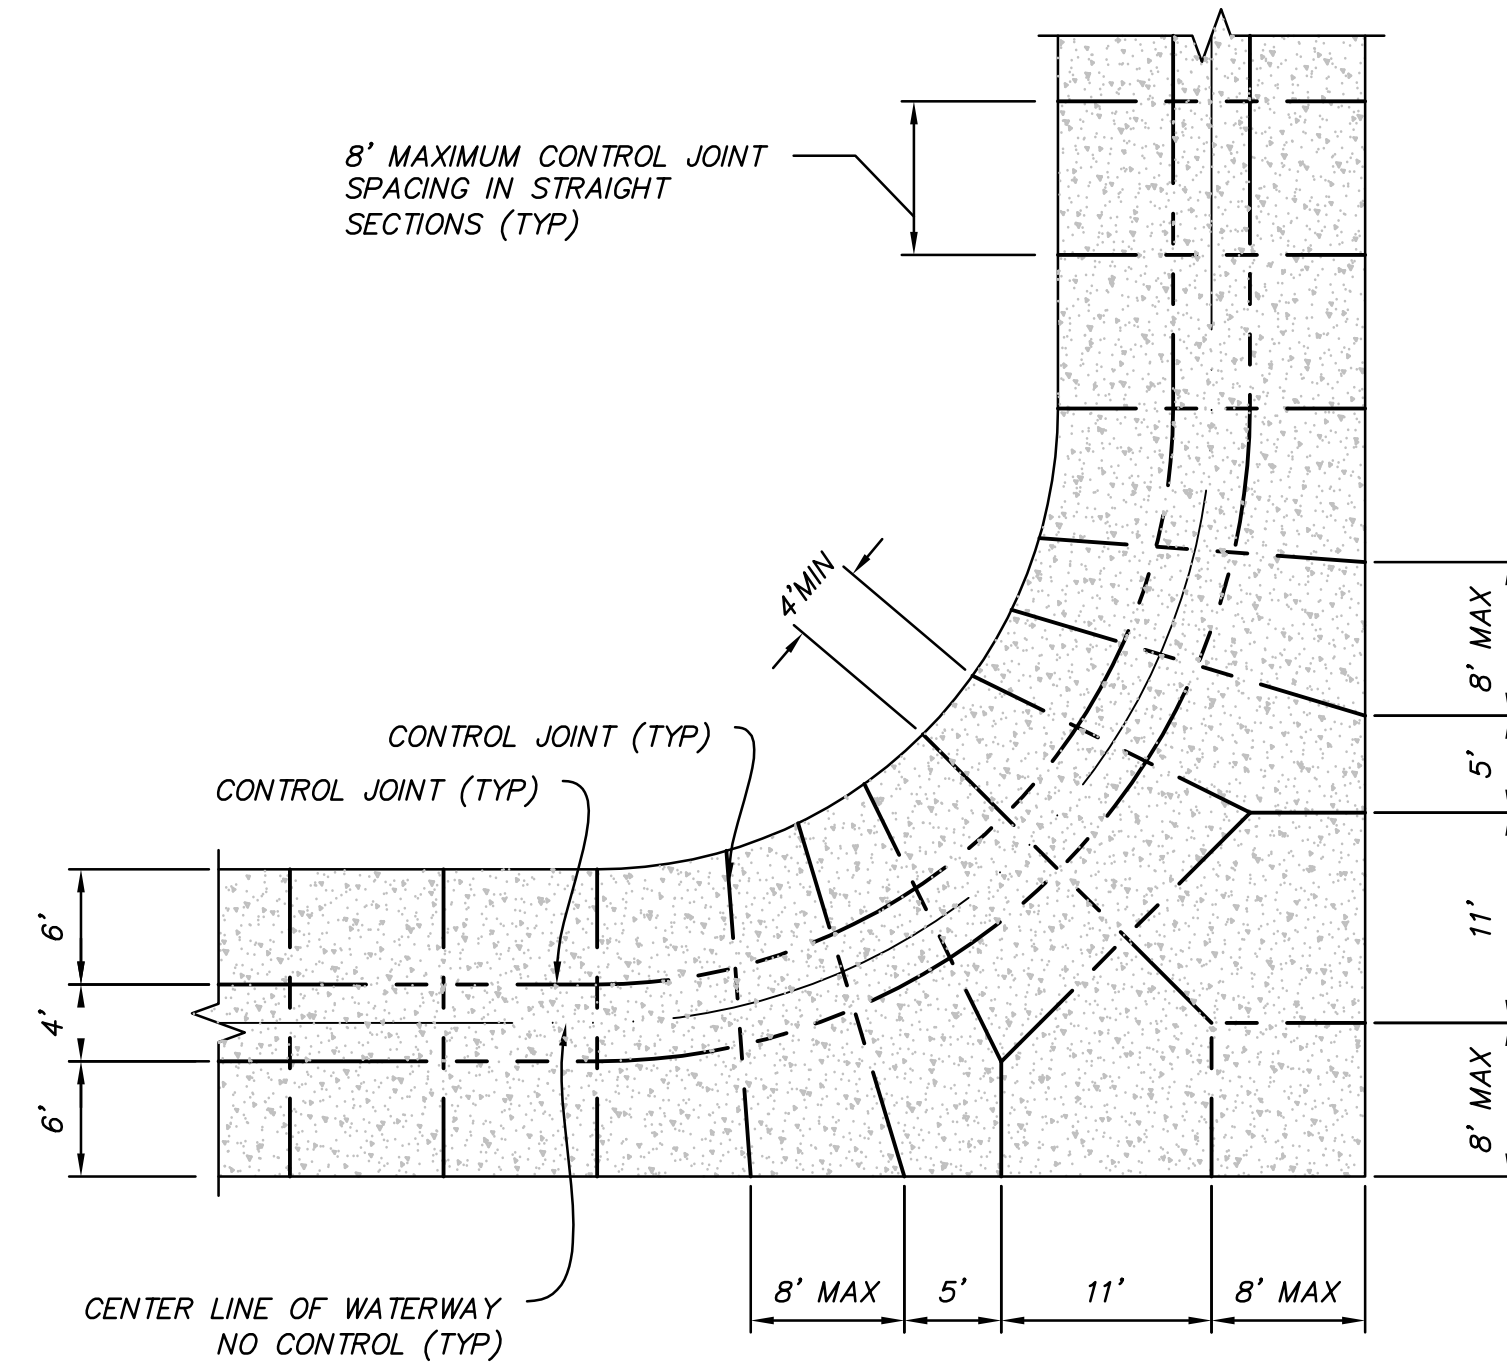 8' MAXIMUM CONTROL JOINT
SPACING IN STRAIGHT
SECTIONS (TYP)
4'MIN
8' MAX
5'
11'
8' MAX
CONTROL JOINT (TYP)
CONTROL JOINT (TYP)
6'
4'
6'
8' MAX
5'
11'
8' MAX
CENTER LINE OF WATERWAY
NO CONTROL (TYP)